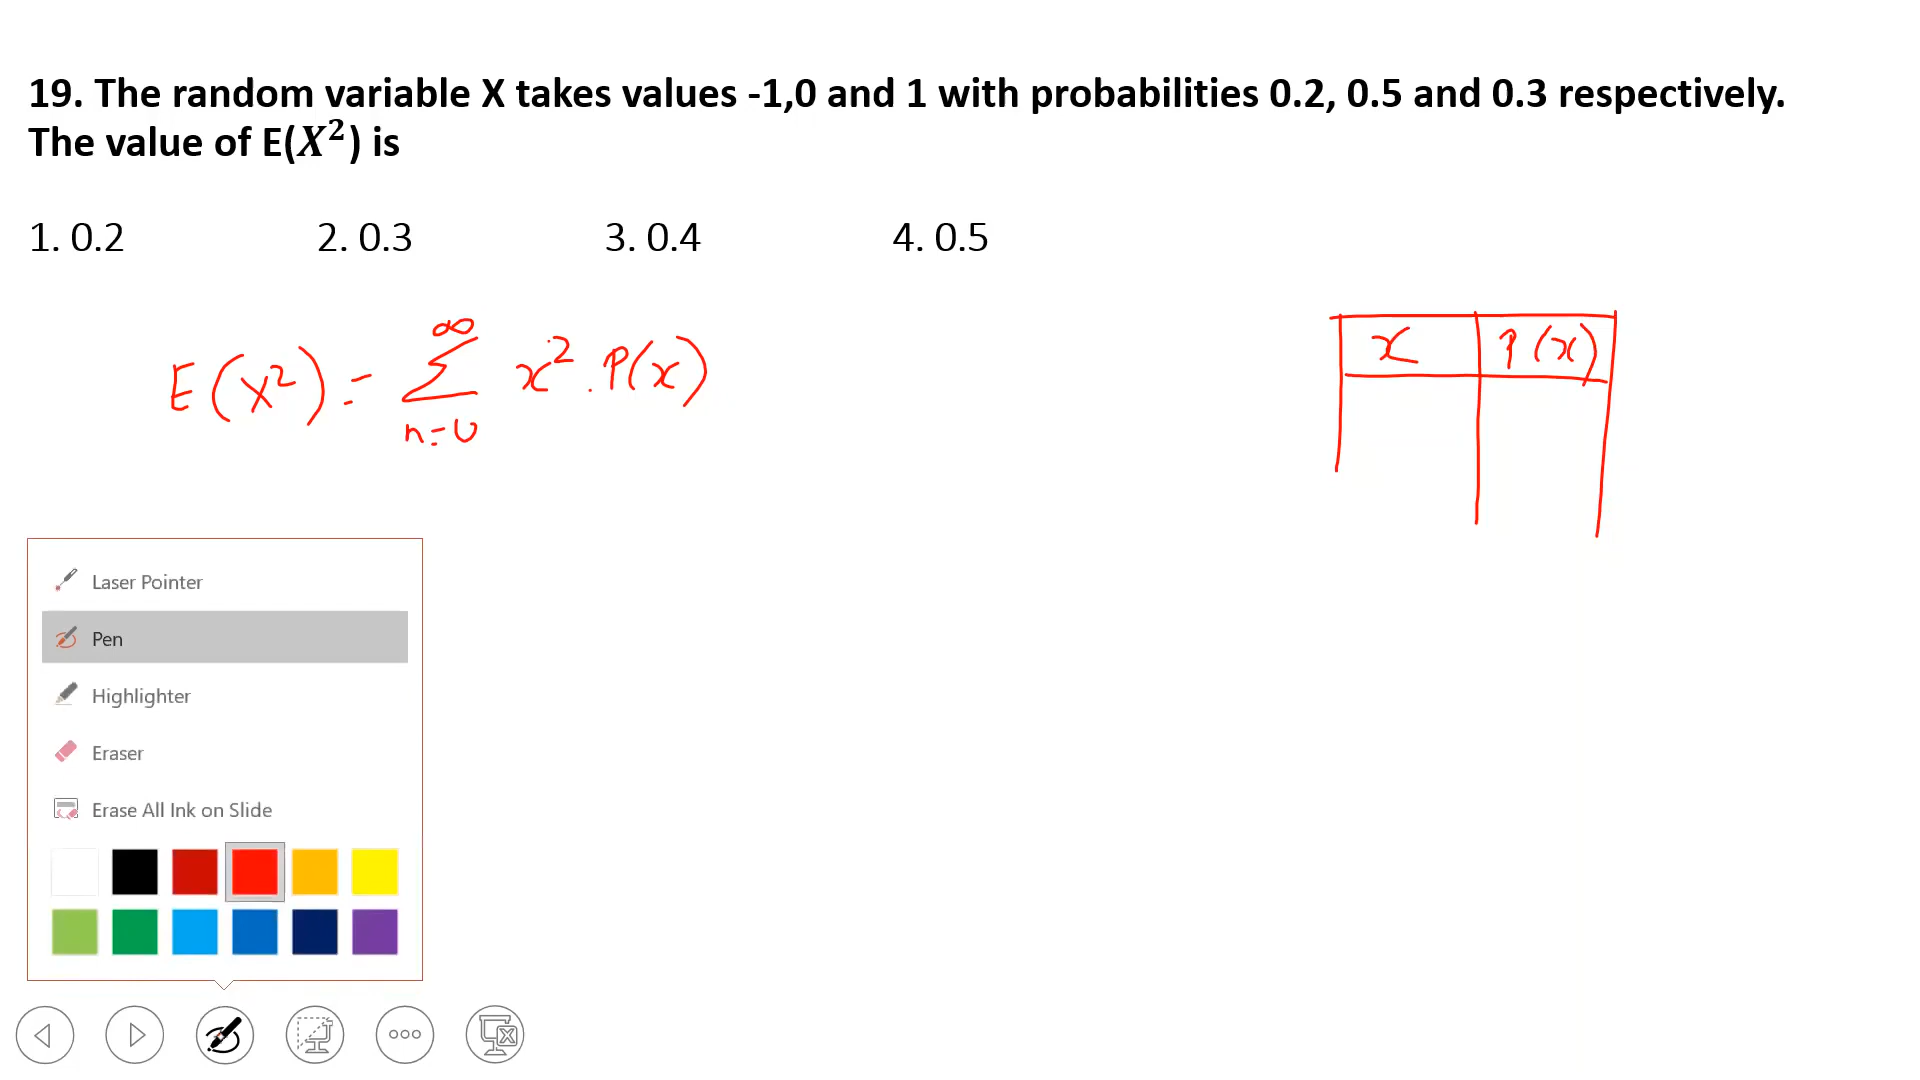 19. The random variable X takes values -1,0 and 1 with probabilities 0.2, 0.5 and 0.3 respectively.
The value of E(X²) is
1. 0.2 2. 0.3 3. 0.4 4. 0.5
∞
E(X²) = Σ x² . P(x)
n=0
x P(x)
Laser Pointer
Pen
Highlighter
Eraser
Erase All Ink on Slide